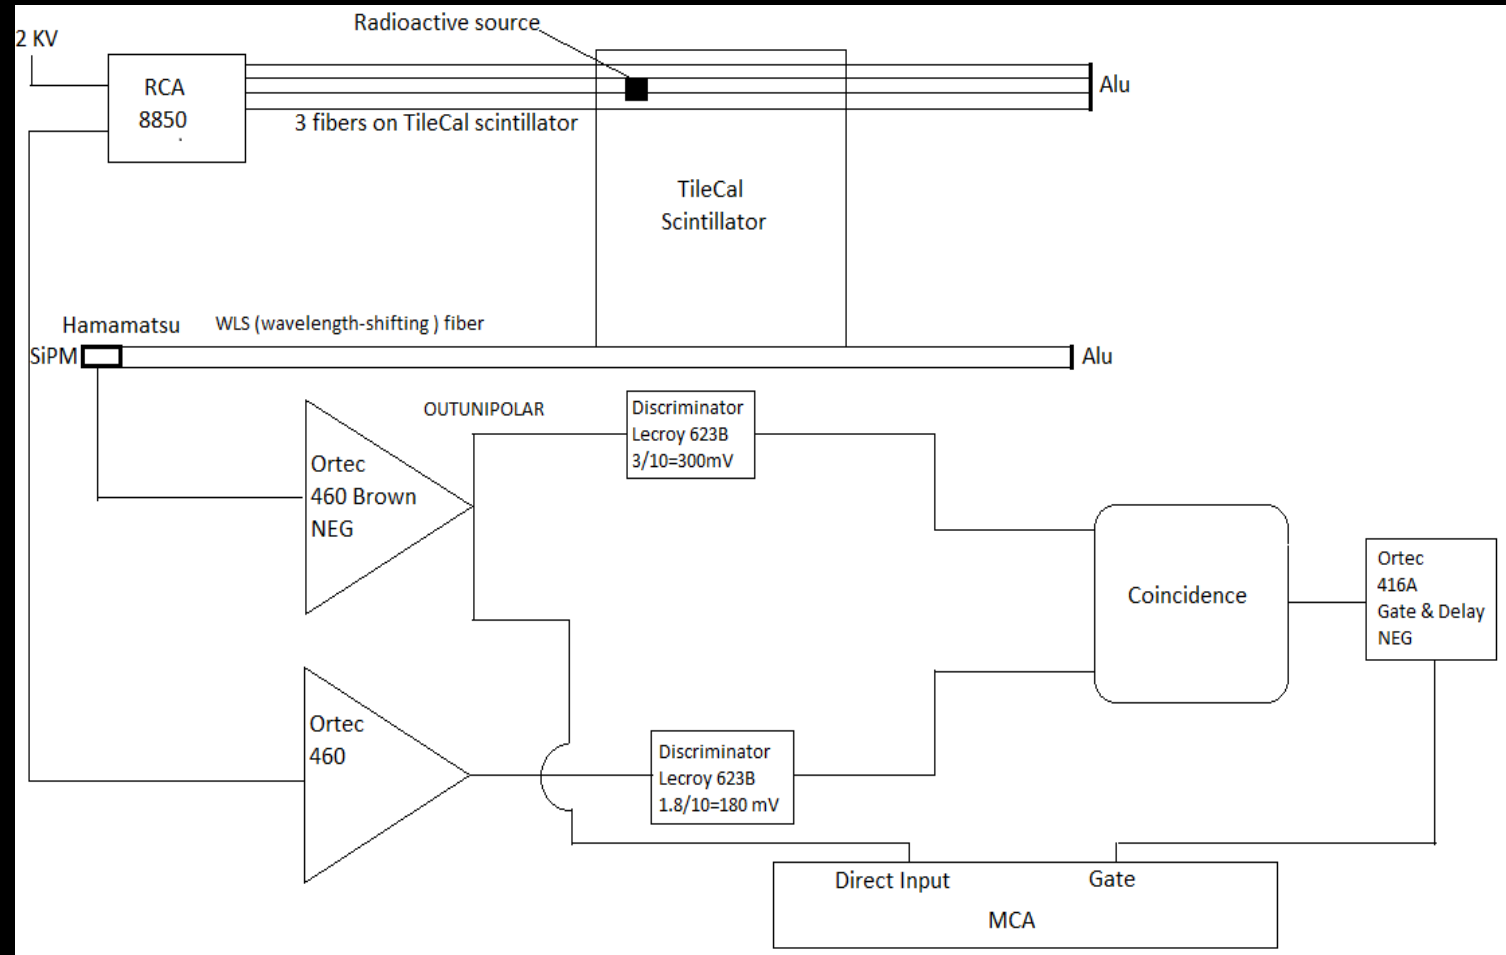 Radioactive source
2 KV
RCA
8850
Alu
3 fibers on TileCal scintillator
TileCal
Scintillator
Hamamatsu
SiPM
WLS (wavelength-shifting ) fiber
Alu
OUTUNIPOLAR
Discriminator
Lecroy 623B
3/10=300mV
Ortec
460 Brown
NEG
Coincidence
Ortec
416A
Gate & Delay
NEG
Ortec
460
Discriminator
Lecroy 623B
1.8/10=180 mV
Direct Input
Gate
MCA